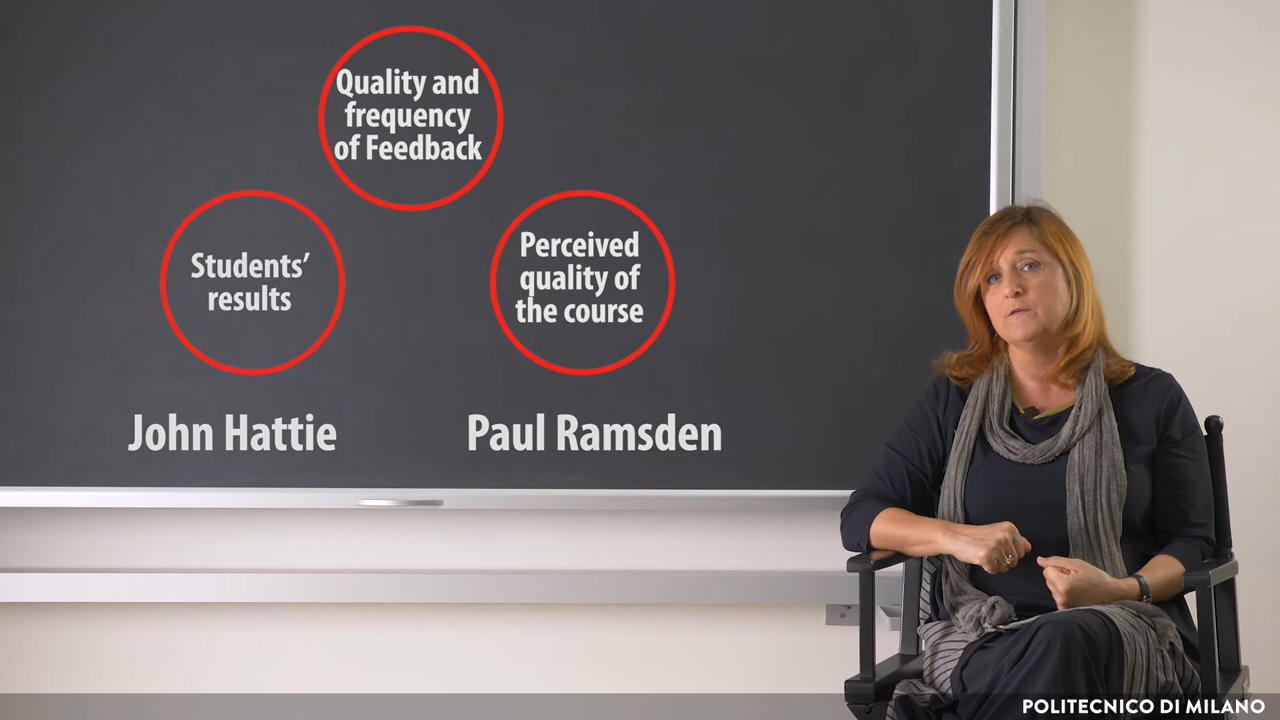 Quality and
frequency
of Feedback
Students’
results
Perceived
quality of
the course
John Hattie
Paul Ramsden
POLITECNICO DI MILANO